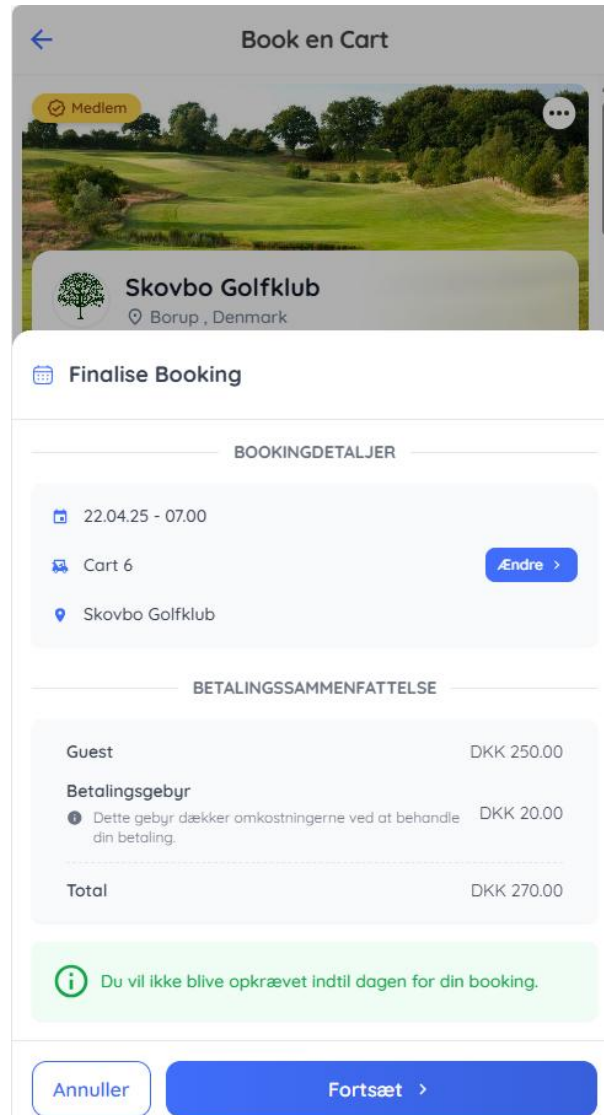 Book en Cart
Medlem
Skovbo Golfklub
Borup , Denmark
Finalise Booking
BOOKINGDETALJER
22.04.25 - 07.00
Cart 6
Ændre >
Skovbo Golfklub
BETALINGSSAMMENFATTELSE
Guest DKK 250.00
Betalingsgebyr
Dette gebyr dækker omkostningerne ved at behandle DKK 20.00
din betaling.
Total DKK 270.00
Du vil ikke blive opkrævet indtil dagen for din booking.
Annuller
Fortsæt >